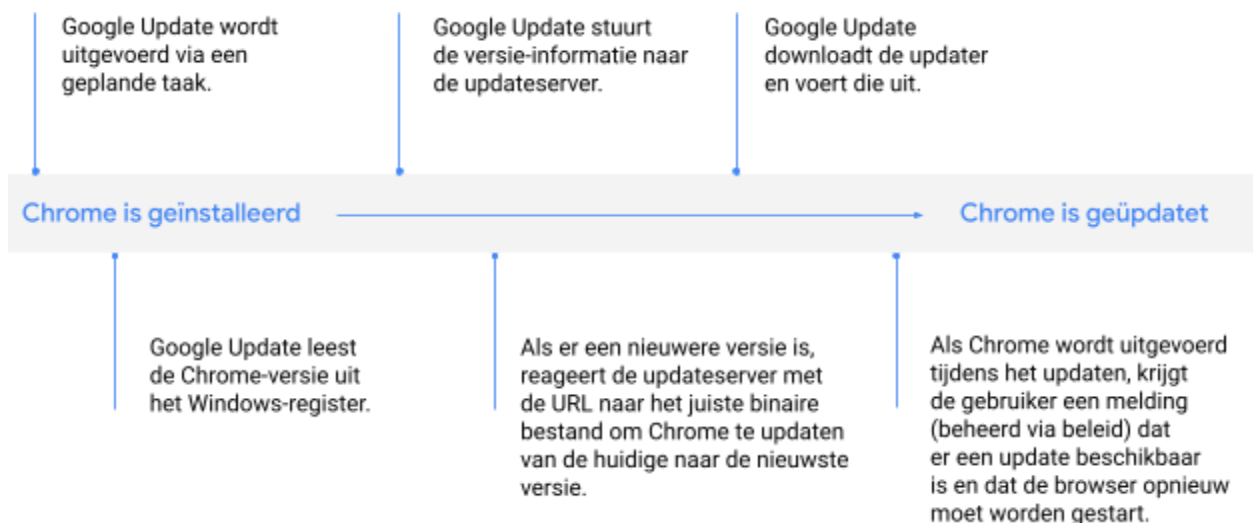 Google Update wordt
uitgevoerd via een
geplande taak.
Google Update stuurt
de versie-informatie naar
de updateserver.
Google Update
downloadt de updater
en voert die uit.
Chrome is geïnstalleerd
Chrome is geüpdatet
Google Update leest
de Chrome-versie uit
het Windows-register.
Als er een nieuwere versie is,
reageert de updateserver met
de URL naar het juiste binaire
bestand om Chrome te updaten
van de huidige naar de nieuwste
versie.
Als Chrome wordt uitgevoerd
tijdens het updaten, krijgt
de gebruiker een melding
(beheerd via beleid) dat
er een update beschikbaar
is en dat de browser opnieuw
moet worden gestart.